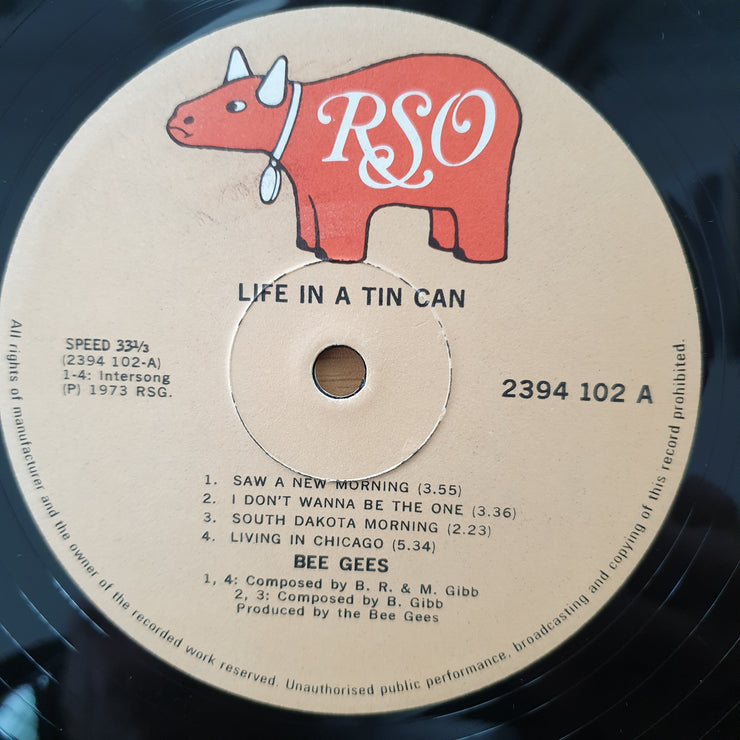 RSO
LIFE IN A TIN CAN
SPEED 33⅓
(2394 102-A)
1-4: Intersong
(P) 1973 RSG.
2394 102 A
1. SAW A NEW MORNING (3.55)
2. I DON'T WANNA BE THE ONE (3.36)
3. SOUTH DAKOTA MORNING (2.23)
4. LIVING IN CHICAGO (5.34)
BEE GEES
1, 4: Composed by B. R. & M. Gibb
2, 3: Composed by B. Gibb
Produced by the Bee Gees
All rights of manufacturer and the owner of the recorded work reserved. Unauthorised public performance, broadcasting and copying of this record prohibited.